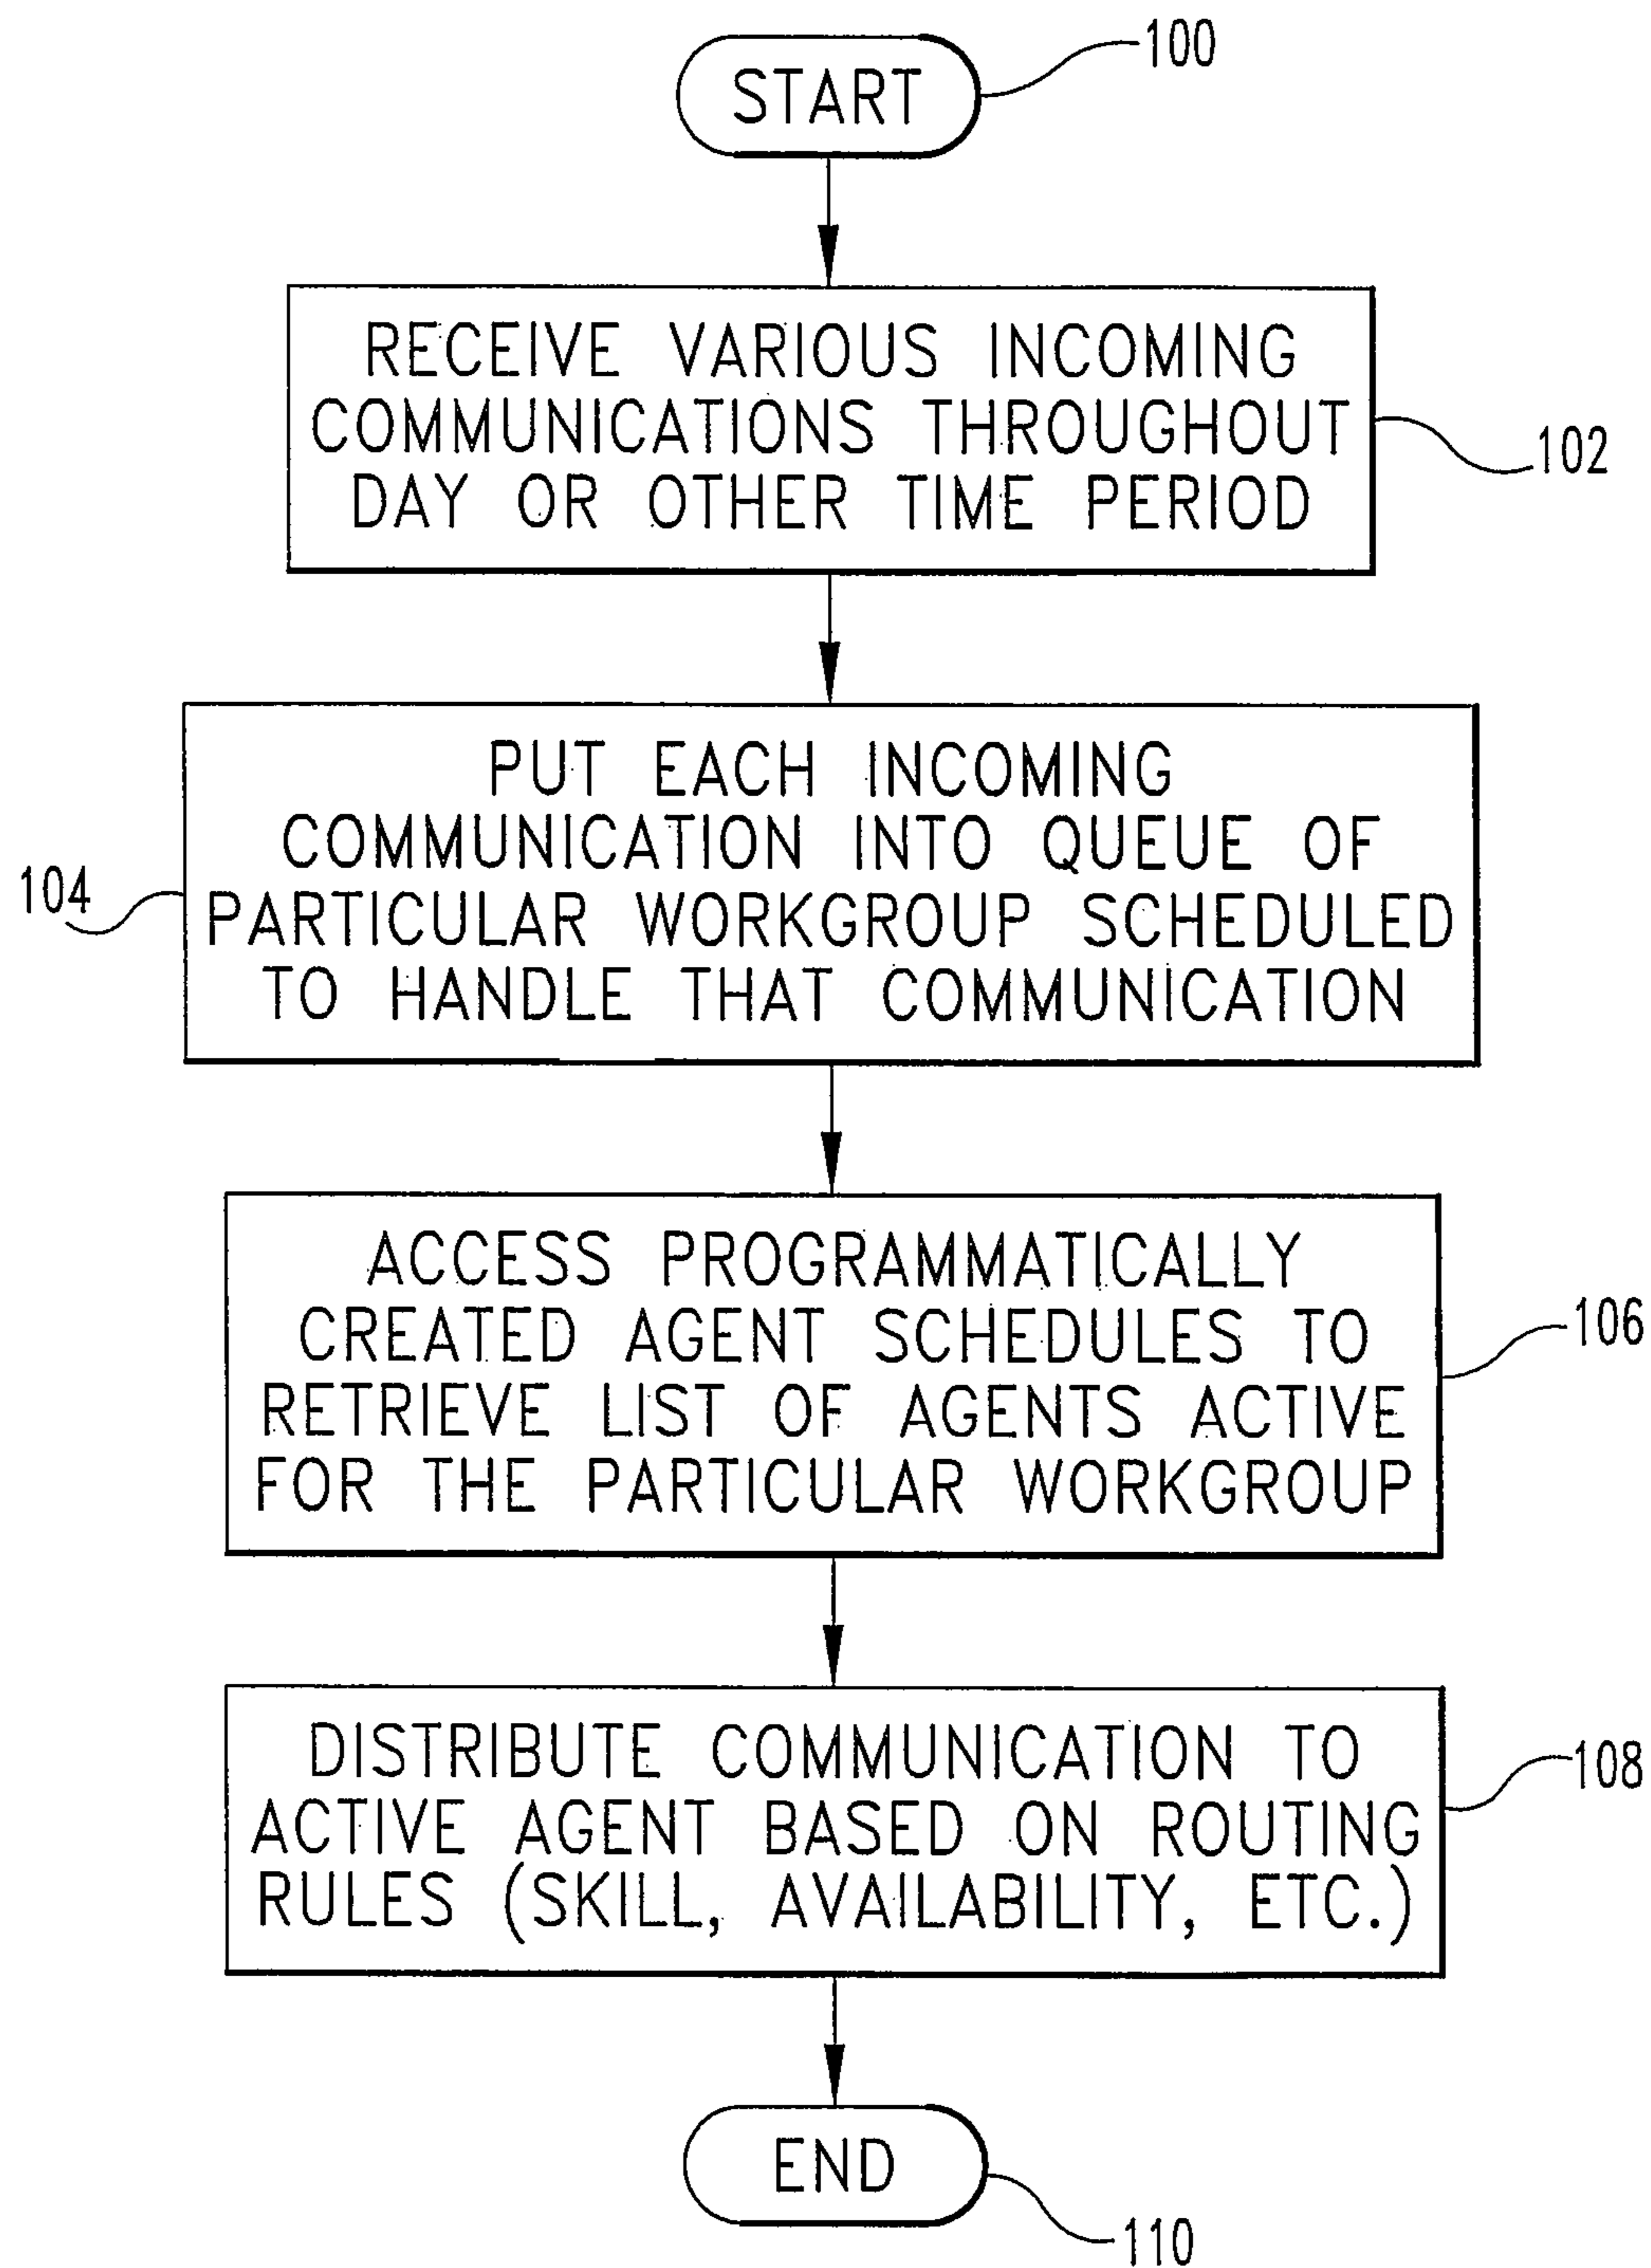 START
100
RECEIVE VARIOUS INCOMING
COMMUNICATIONS THROUGHOUT
DAY OR OTHER TIME PERIOD
102
PUT EACH INCOMING
COMMUNICATION INTO QUEUE OF
PARTICULAR WORKGROUP SCHEDULED
TO HANDLE THAT COMMUNICATION
104
ACCESS PROGRAMMATICALLY
CREATED AGENT SCHEDULES TO
RETRIEVE LIST OF AGENTS ACTIVE
FOR THE PARTICULAR WORKGROUP
106
DISTRIBUTE COMMUNICATION TO
ACTIVE AGENT BASED ON ROUTING
RULES (SKILL, AVAILABILITY, ETC.)
108
END
110